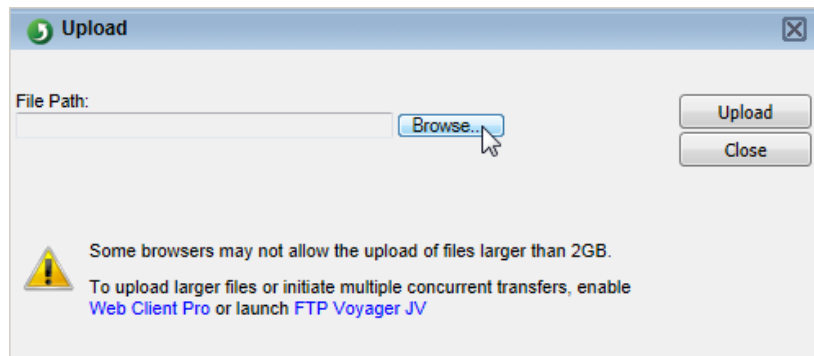 Upload
File Path:
Browse...
Upload
Close
Some browsers may not allow the upload of files larger than 2GB.
To upload larger files or initiate multiple concurrent transfers, enable
Web Client Pro or launch FTP Voyager JV